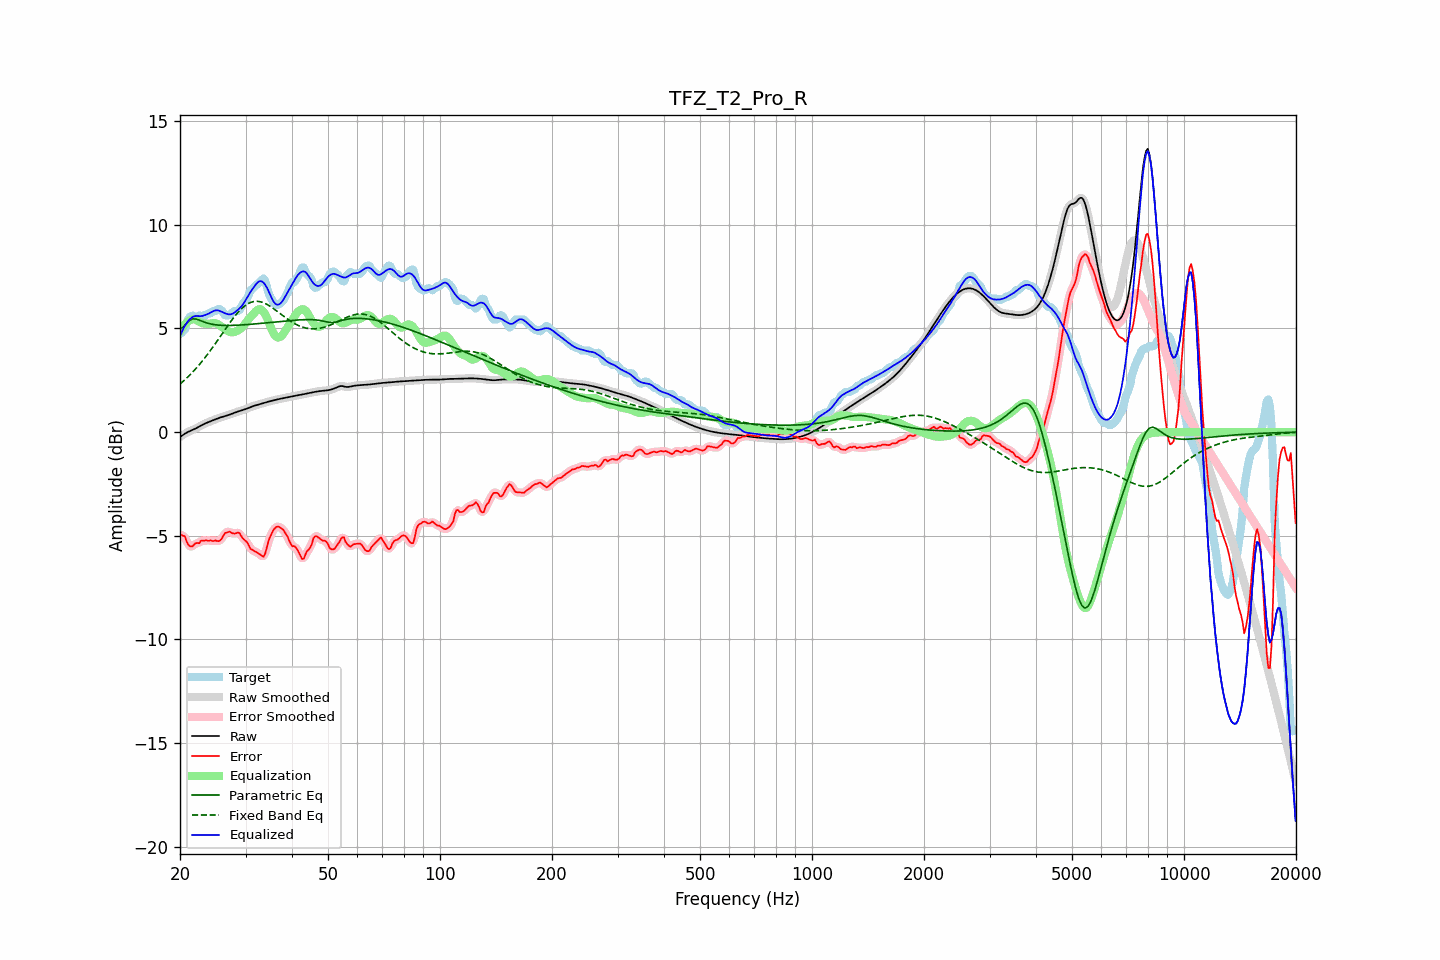 TFZ_T2_Pro_R
Amplitude (dBr)
15
10
5
0
−5
−10
−15
−20
Target
Raw Smoothed
Error Smoothed
Raw
Error
Equalization
Parametric Eq
Fixed Band Eq
Equalized
20 50 100 200 500 1000 2000 5000 10000 20000
Frequency (Hz)